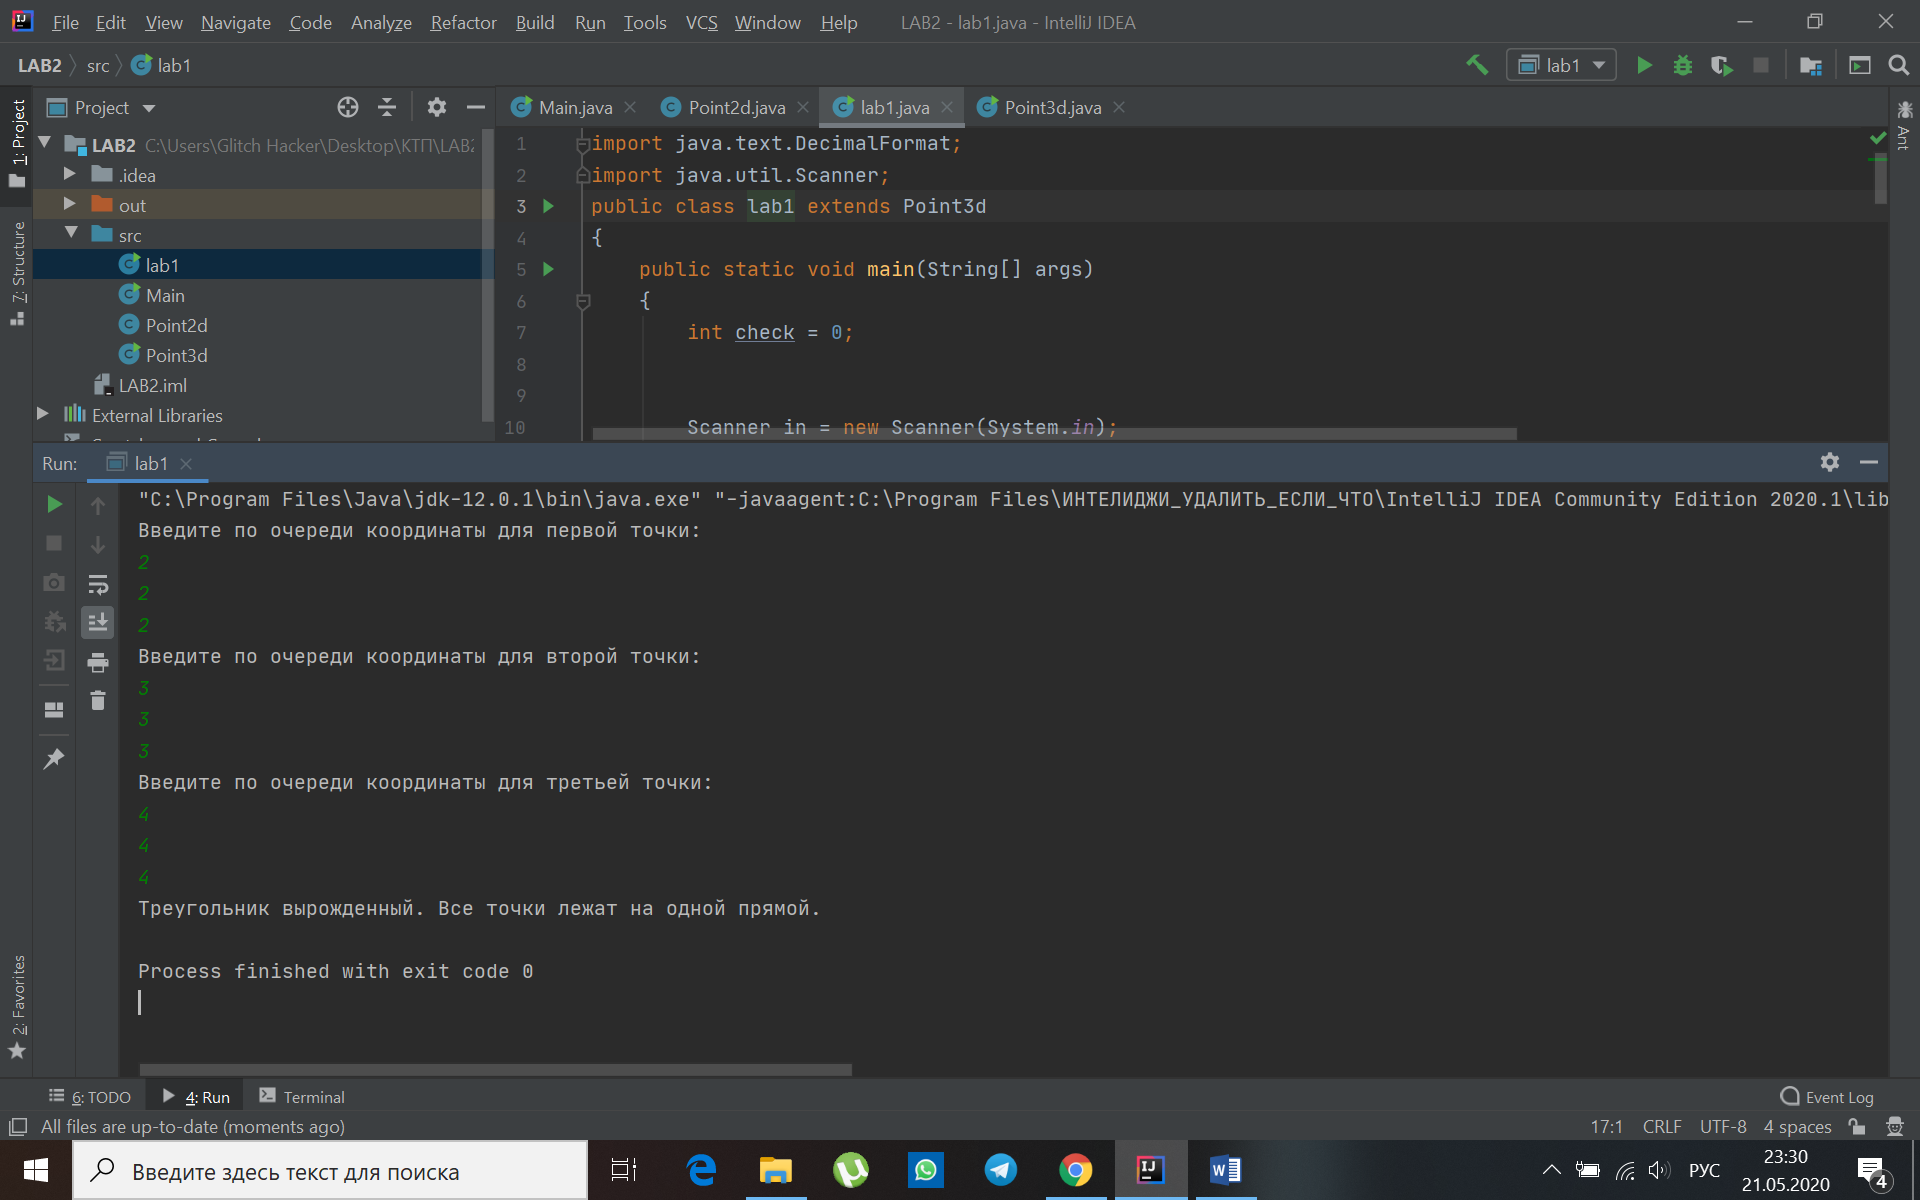 File Edit View Navigate Code Analyze Refactor Build Run Tools VCS Window Help LAB2 - lab1.java - IntelliJ IDEA
LAB2 src lab1 lab1
Project Main.java Point2d.java lab1.java Point3d.java
1: Project
7: Structure
2: Favorites
Ant
LAB2 C:\Users\Glitch Hacker\Desktop\КТП\LAB2
.idea
out
src
lab1
Main
Point2d
Point3d
LAB2.iml
External Libraries
1 import java.text.DecimalFormat;
2 import java.util.Scanner;
3 public class lab1 extends Point3d
4 {
5 public static void main(String[] args)
6 {
7 int check = 0;
8
9
10 Scanner in = new Scanner(System.in);
Run: lab1
"C:\Program Files\Java\jdk-12.0.1\bin\java.exe" "-javaagent:C:\Program Files\ИНТЕЛИДЖИ_УДАЛИТЬ_ЕСЛИ_ЧТО\IntelliJ IDEA Community Edition 2020.1\lib
Введите по очереди координаты для первой точки:
2
2
2
Введите по очереди координаты для второй точки:
3
3
3
Введите по очереди координаты для третьей точки:
4
4
4
Треугольник вырожденный. Все точки лежат на одной прямой.
Process finished with exit code 0
6: TODO 4: Run Terminal Event Log
All files are up-to-date (moments ago) 17:1 CRLF UTF-8 4 spaces
Введите здесь текст для поиска
РУС 23:30
21.05.2020
4